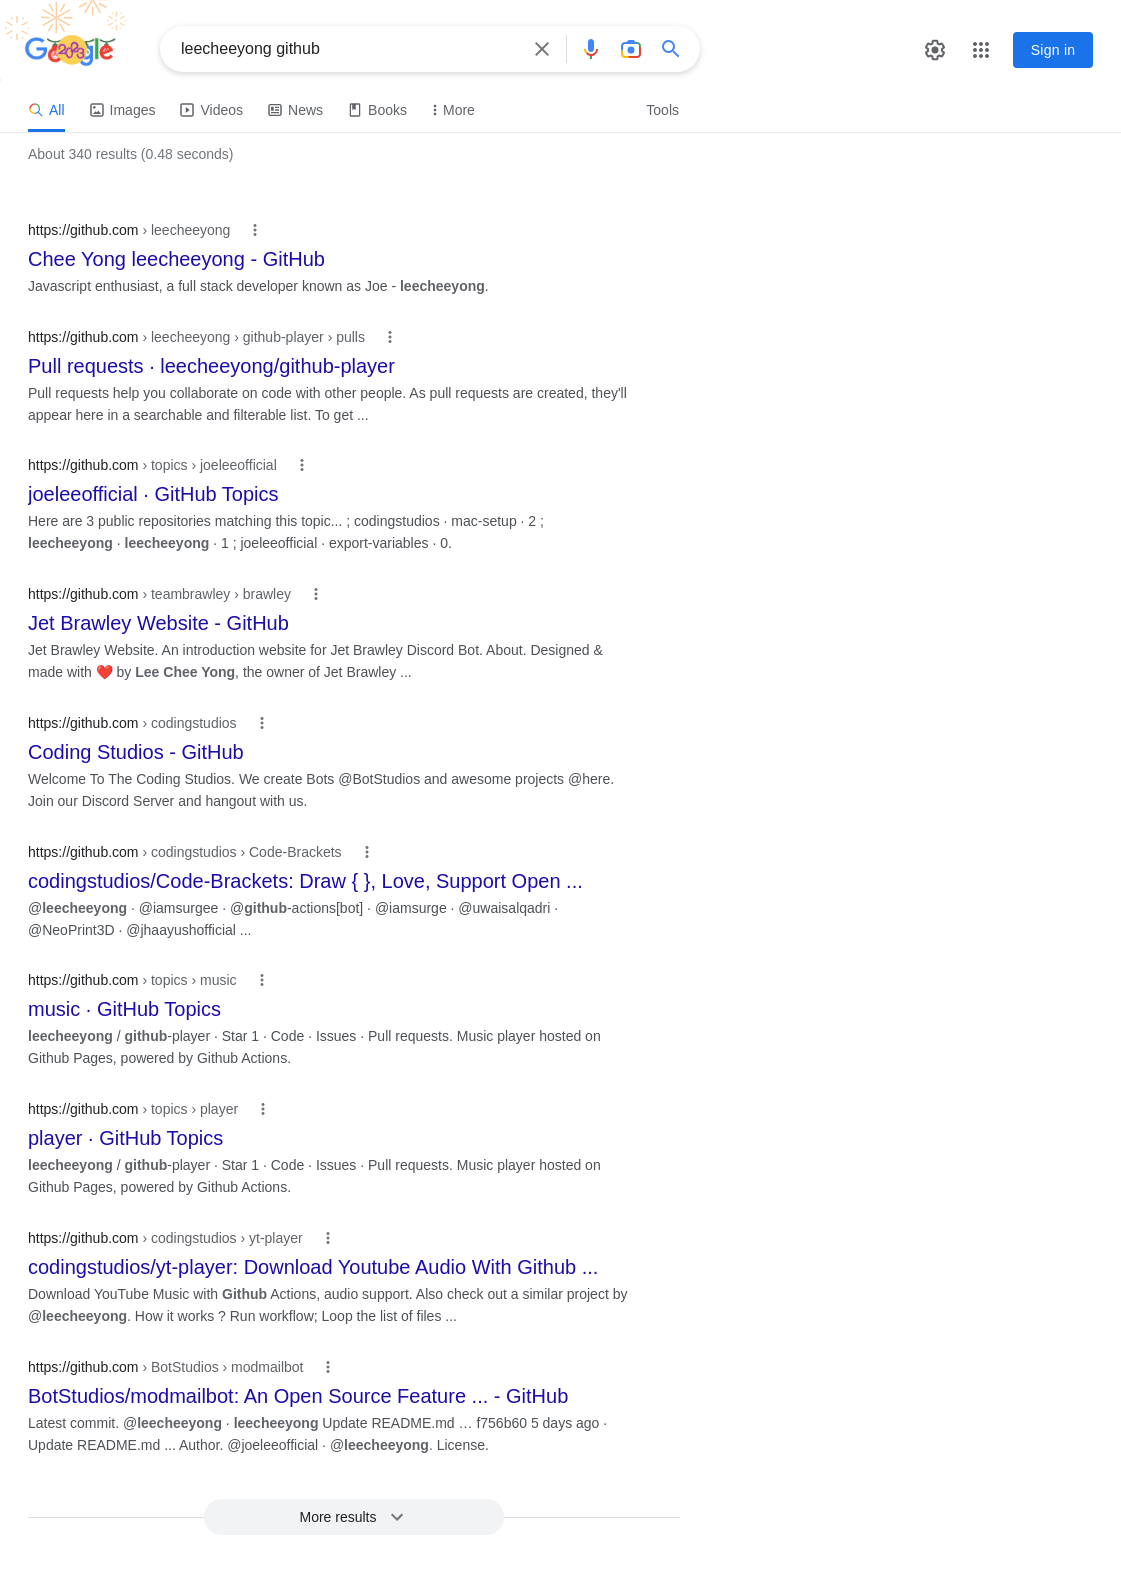 Google
leecheeyong github
Sign in
All
Images
Videos
News
Books
More
Tools
About 340 results (0.48 seconds)
https://github.com › leecheeyong
Chee Yong leecheeyong - GitHub
Javascript enthusiast, a full stack developer known as Joe - leecheeyong.
https://github.com › leecheeyong › github-player › pulls
Pull requests · leecheeyong/github-player
Pull requests help you collaborate on code with other people. As pull requests are created, they'll
appear here in a searchable and filterable list. To get ...
https://github.com › topics › joeleeofficial
joeleeofficial · GitHub Topics
Here are 3 public repositories matching this topic... ; codingstudios · mac-setup · 2 ;
leecheeyong · leecheeyong · 1 ; joeleeofficial · export-variables · 0.
https://github.com › teambrawley › brawley
Jet Brawley Website - GitHub
Jet Brawley Website. An introduction website for Jet Brawley Discord Bot. About. Designed &
made with ❤️ by Lee Chee Yong, the owner of Jet Brawley ...
https://github.com › codingstudios
Coding Studios - GitHub
Welcome To The Coding Studios. We create Bots @BotStudios and awesome projects @here.
Join our Discord Server and hangout with us.
https://github.com › codingstudios › Code-Brackets
codingstudios/Code-Brackets: Draw { }, Love, Support Open ...
@leecheeyong · @iamsurgee · @github-actions[bot] · @iamsurge · @uwaisalqadri ·
@NeoPrint3D · @jhaayushofficial ...
https://github.com › topics › music
music · GitHub Topics
leecheeyong / github-player · Star 1 · Code · Issues · Pull requests. Music player hosted on
Github Pages, powered by Github Actions.
https://github.com › topics › player
player · GitHub Topics
leecheeyong / github-player · Star 1 · Code · Issues · Pull requests. Music player hosted on
Github Pages, powered by Github Actions.
https://github.com › codingstudios › yt-player
codingstudios/yt-player: Download Youtube Audio With Github ...
Download YouTube Music with Github Actions, audio support. Also check out a similar project by
@leecheeyong. How it works ? Run workflow; Loop the list of files ...
https://github.com › BotStudios › modmailbot
BotStudios/modmailbot: An Open Source Feature ... - GitHub
Latest commit. @leecheeyong · leecheeyong Update README.md … f756b60 5 days ago ·
Update README.md ... Author. @joeleeofficial · @leecheeyong. License.
More results